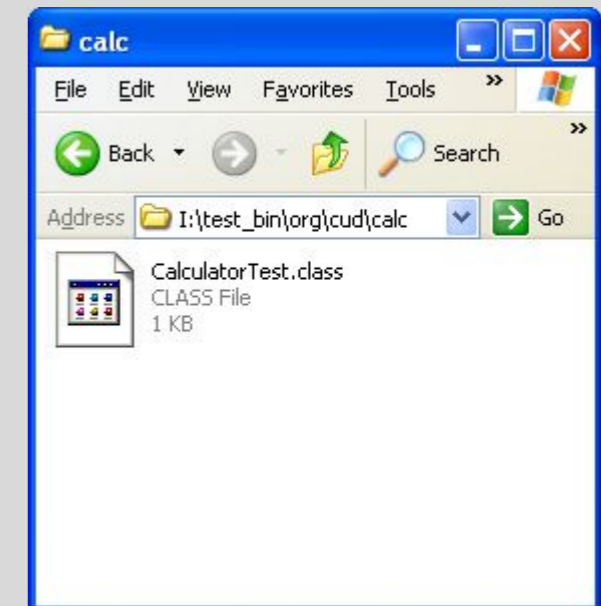 calc
File Edit View Favorites Tools »
Back Search »
Address I:\test_bin\org\cud\calc Go
CalculatorTest.class
CLASS File
1 KB